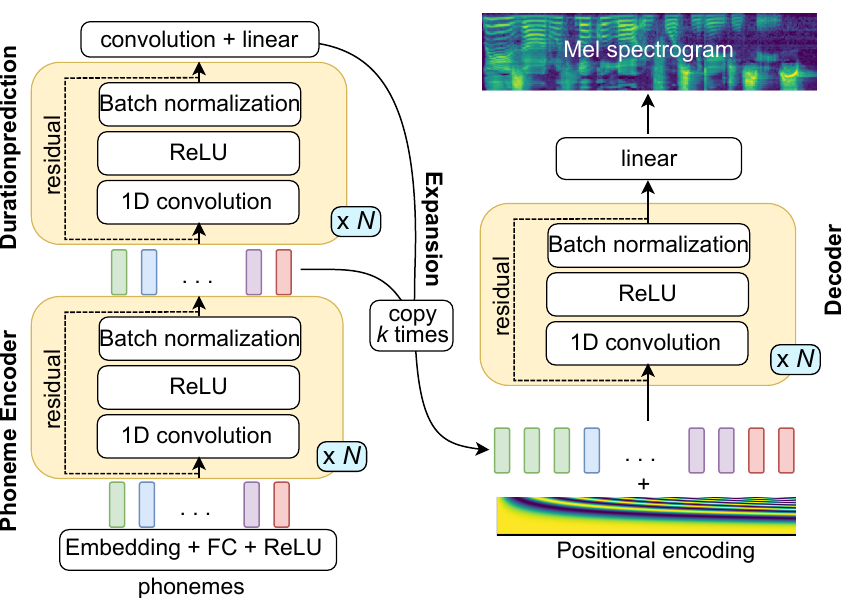 Durationprediction
convolution + linear
residual
Batch normalization
ReLU
1D convolution
x N
. . .
Phoneme Encoder
residual
Batch normalization
ReLU
1D convolution
x N
. . .
Embedding + FC + ReLU
phonemes
Expansion
copy
k times
Mel spectrogram
linear
Decoder
residual
Batch normalization
ReLU
1D convolution
x N
. . .
+
Positional encoding